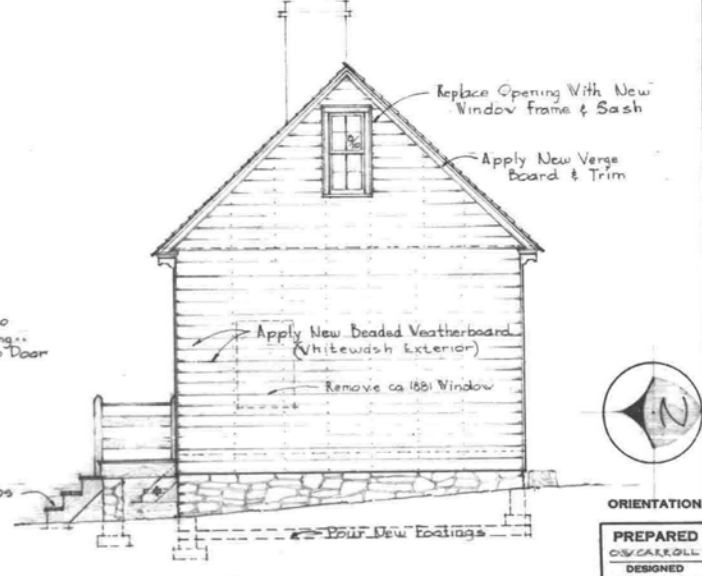 Replace Opening With New
Window Frame & Sash
Apply New Verge
Board & Trim
Door
Apply New Beaded Weatherboard
(Whitewash Exterior)
Remove ca 1881 Window
Pour New Footings
N
ORIENTATION
PREPARED
DESIGNED